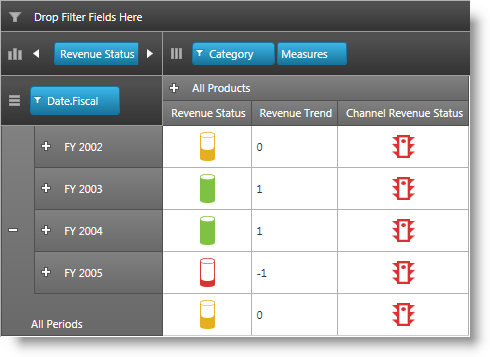 Drop Filter Fields Here
Revenue Status Category Measures
Date.Fiscal All Products
Revenue Status Revenue Trend Channel Revenue Status
FY 2002 0
FY 2003 1
FY 2004 1
FY 2005 -1
All Periods 0